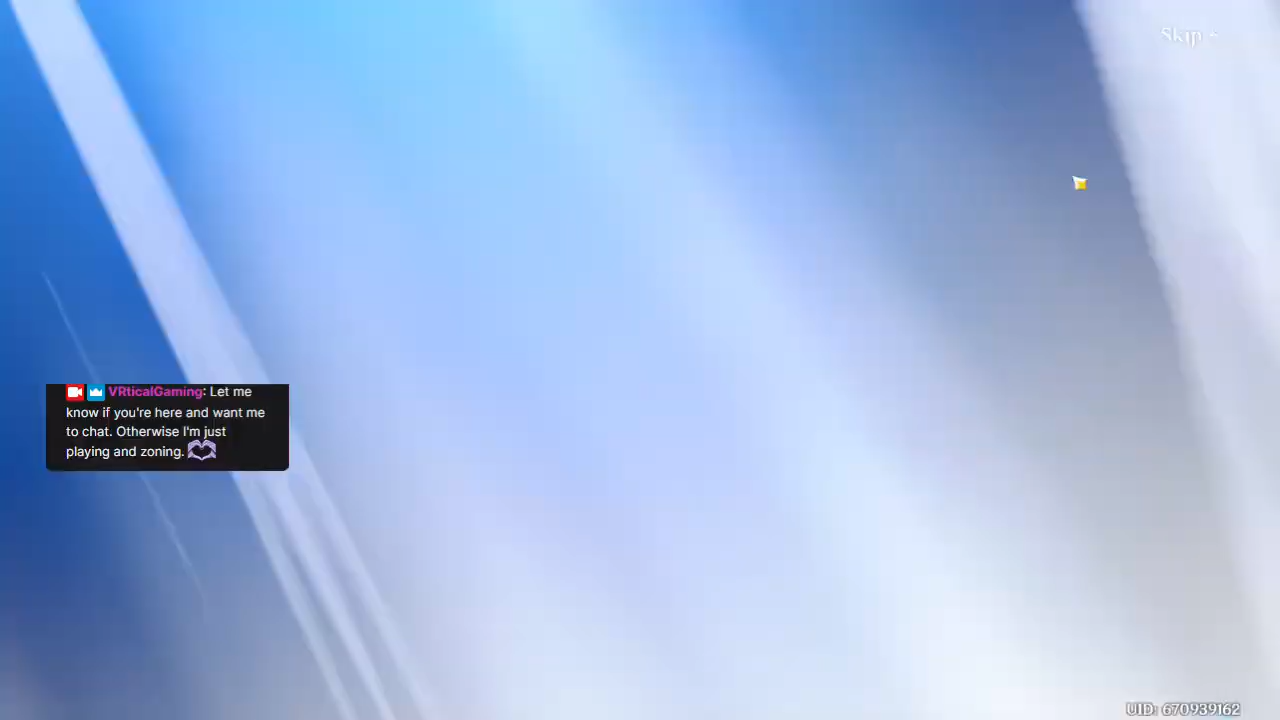 Skip
VRticalGaming: Let me
know if you're here and want me
to chat. Otherwise I'm just
playing and zoning.
UID: 670939162